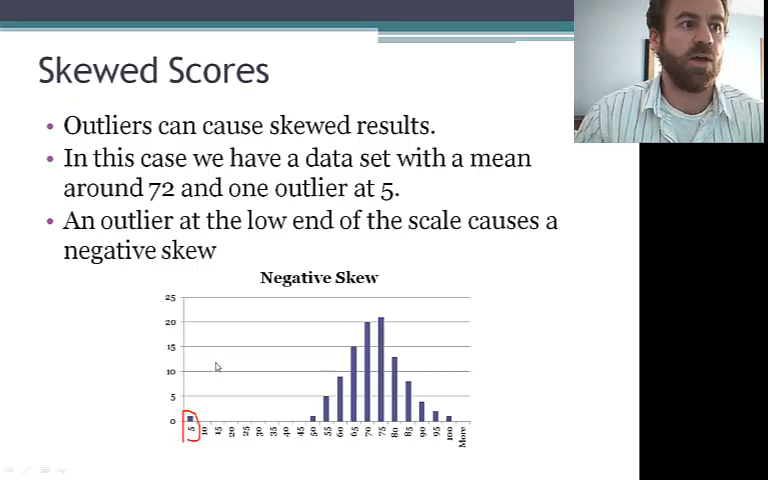 Skewed Scores
• Outliers can cause skewed results.
• In this case we have a data set with a mean
around 72 and one outlier at 5.
• An outlier at the low end of the scale causes a
negative skew
Negative Skew
25
20
15
10
5
0
5 10 15 20 25 30 35 40 45 50 55 60 65 70 75 80 85 90 95 100 More